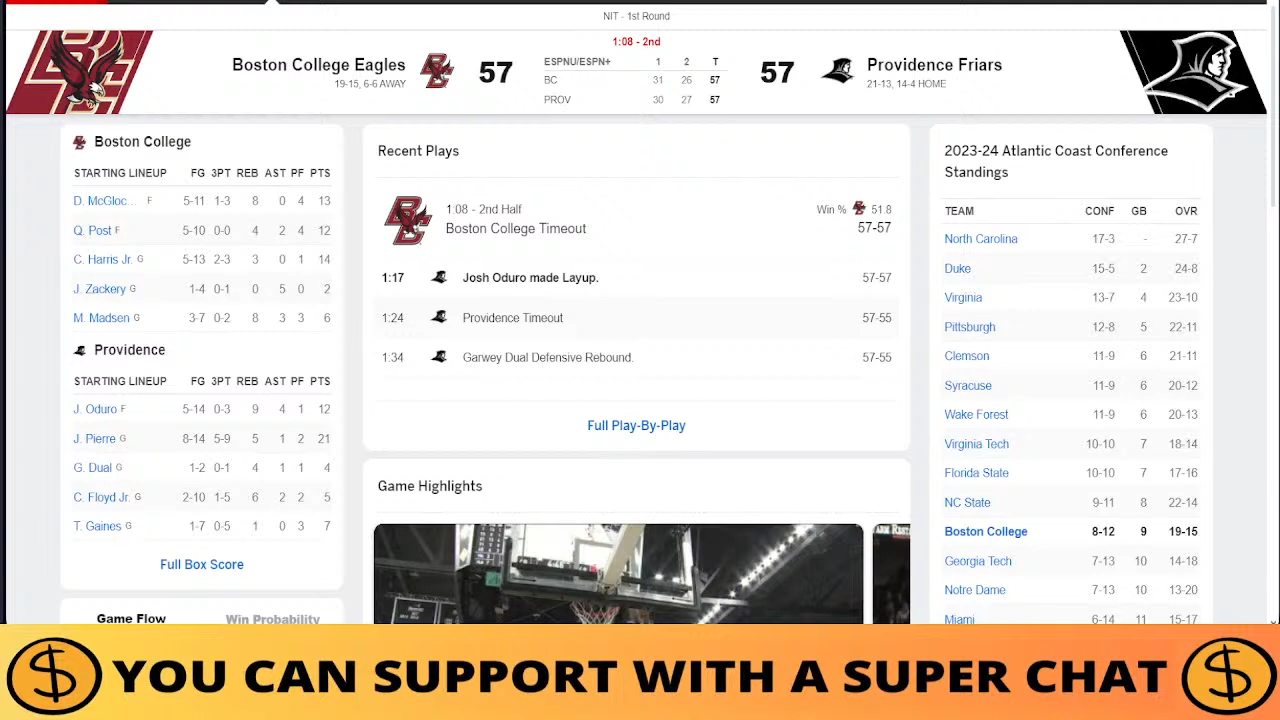 NIT - 1st Round
1:08 - 2nd
Boston College Eagles
19-15, 6-6 AWAY
57
ESPNU/ESPN+ 1 2 T
BC 31 26 57
PROV 30 27 57
57
Providence Friars
21-13, 14-4 HOME
Boston College
STARTING LINEUP FG 3PT REB AST PF PTS
D. McGloc... F 5-11 1-3 8 0 4 13
Q. Post F 5-10 0-0 4 2 4 12
C. Harris Jr. G 5-13 2-3 3 0 1 14
J. Zackery G 1-4 0-1 0 5 0 2
M. Madsen G 3-7 0-2 8 3 3 6
Providence
STARTING LINEUP FG 3PT REB AST PF PTS
J. Oduro F 5-14 0-3 9 4 1 12
J. Pierre G 8-14 5-9 5 1 2 21
G. Dual G 1-2 0-1 4 1 1 4
C. Floyd Jr. G 2-10 1-5 6 2 2 5
T. Gaines G 1-7 0-5 1 0 3 7
Full Box Score
Game Flow Win Probability
Recent Plays
1:08 - 2nd Half
Boston College Timeout
Win % 51.8
57-57
1:17 Josh Oduro made Layup. 57-57
1:24 Providence Timeout 57-55
1:34 Garwey Dual Defensive Rebound. 57-55
Full Play-By-Play
Game Highlights
2023-24 Atlantic Coast Conference
Standings
TEAM CONF GB OVR
North Carolina 17-3 - 27-7
Duke 15-5 2 24-8
Virginia 13-7 4 23-10
Pittsburgh 12-8 5 22-11
Clemson 11-9 6 21-11
Syracuse 11-9 6 20-12
Wake Forest 11-9 6 20-13
Virginia Tech 10-10 7 18-14
Florida State 10-10 7 17-16
NC State 9-11 8 22-14
Boston College 8-12 9 19-15
Georgia Tech 7-13 10 14-18
Notre Dame 7-13 10 13-20
Miami 6-14 11 15-17
$ YOU CAN SUPPORT WITH A SUPER CHAT $